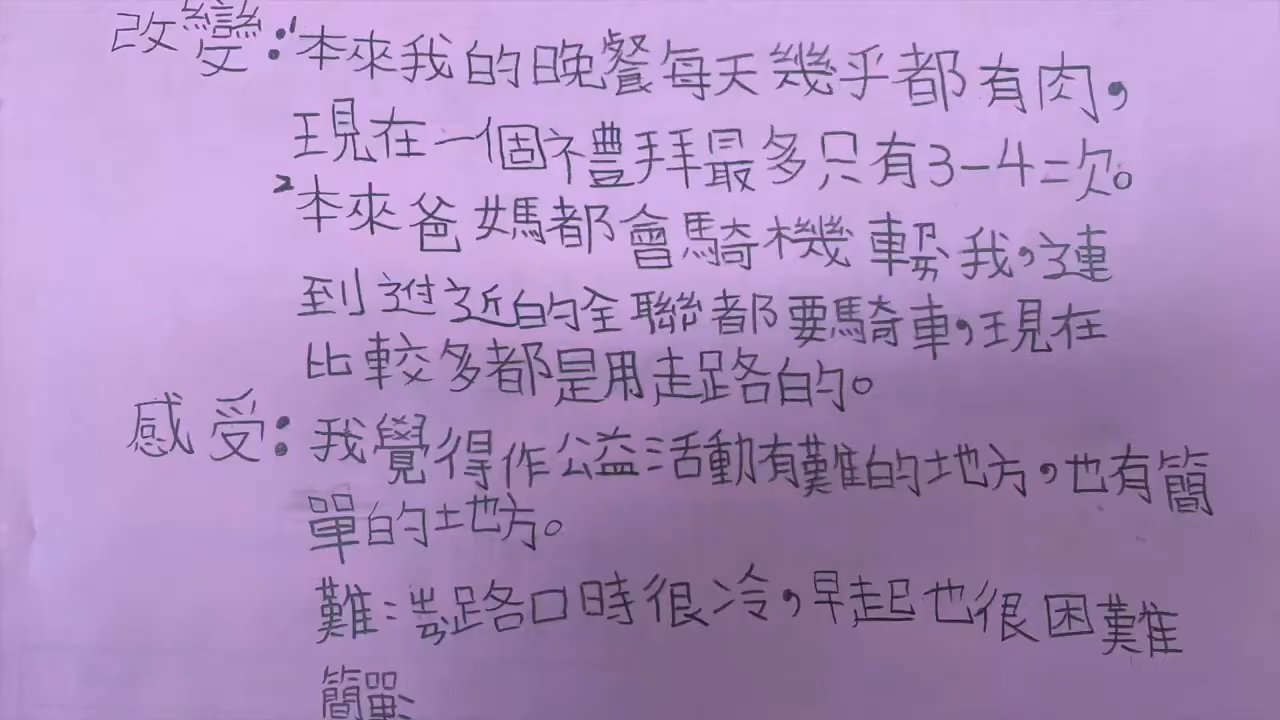 改變:1本來我的晚餐每天幾乎都有肉,
現在一個禮拜最多只有3-4次。
2本來爸媽都會騎機車帶我,連
到附近的全聯都要騎車,現在
比較多都是用走路的。
感受:我覺得作公益活動有難的地方,也有簡
單的地方。
難:路口時很冷,早起也很困難
簡單: